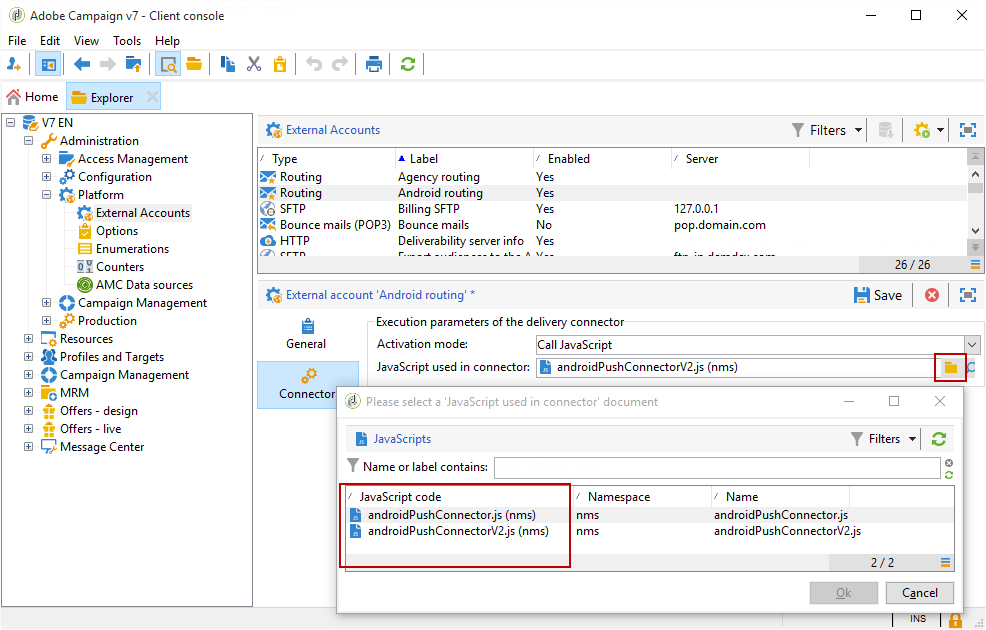 Adobe Campaign v7 - Client console
File Edit View Tools Help
Home Explorer
V7 EN
Administration
Access Management
Configuration
Platform
External Accounts
Options
Enumerations
Counters
AMC Data sources
Campaign Management
Production
Resources
Profiles and Targets
Campaign Management
MRM
Offers - design
Offers - live
Message Center
External Accounts Filters
Type Label Enabled Server
Routing Agency routing Yes
Routing Android routing Yes
SFTP Billing SFTP Yes 127.0.0.1
Bounce mails (POP3) Bounce mails No pop.domain.com
HTTP Deliverability server info Yes
26 / 26
External account 'Android routing' * Save
General
Connector
Execution parameters of the delivery connector
Activation mode: Call JavaScript
JavaScript used in connector: androidPushConnectorV2.js (nms)
Please select a 'JavaScript used in connector' document
JavaScripts Filters
Name or label contains:
JavaScript code Namespace Name
androidPushConnector.js (nms) nms androidPushConnector.js
androidPushConnectorV2.js (nms) nms androidPushConnectorV2.js
2 / 2
Ok Cancel
INS